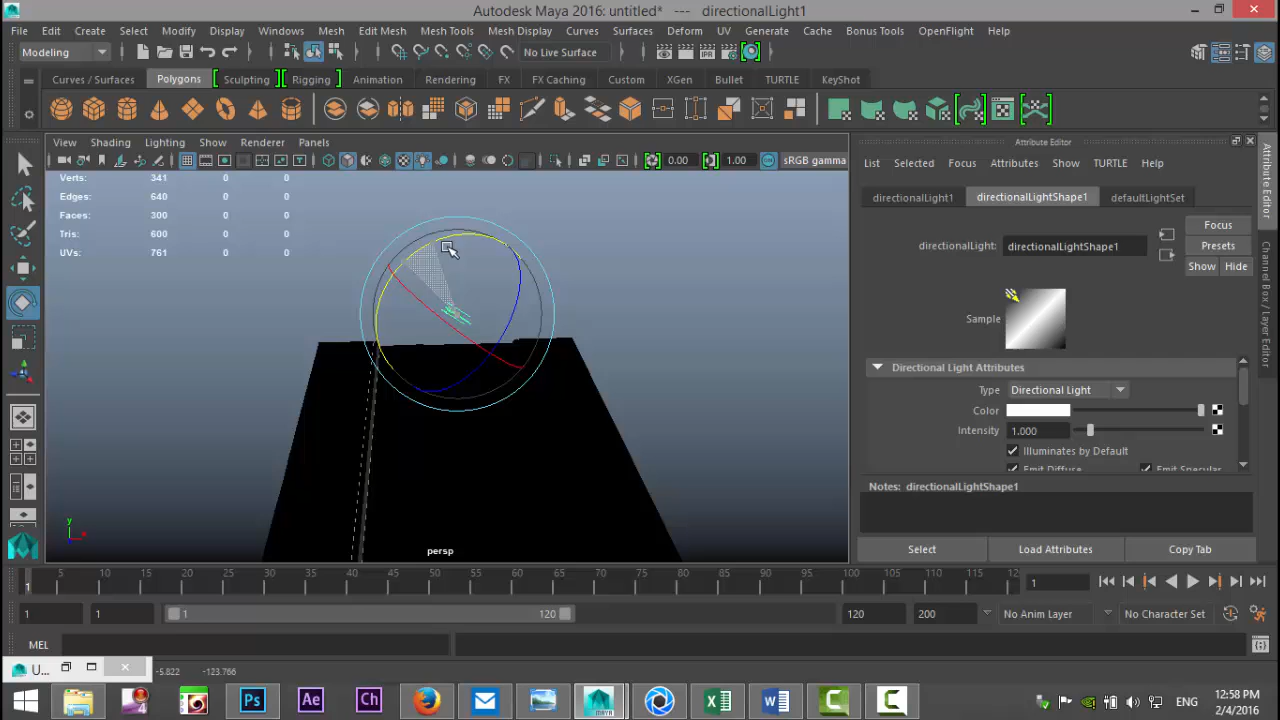 Autodesk Maya 2016: untitled* --- directionalLight1
File Edit Create Select Modify Display Windows Mesh Edit Mesh Mesh Tools Mesh Display Curves Surfaces Deform UV Generate Cache Bonus Tools OpenFlight Help
Modeling No Live Surface
Curves / Surfaces Polygons Sculpting Rigging Animation Rendering FX FX Caching Custom XGen Bullet TURTLE KeyShot
View Shading Lighting Show Renderer Panels
0.00 1.00 sRGB gamma
Verts: 341 0 0
Edges: 640 0 0
Faces: 300 0 0
Tris: 600 0 0
UVs: 761 0 0
y
persp
Attribute Editor
List Selected Focus Attributes Show TURTLE Help
directionalLight1 directionalLightShape1 defaultLightSet
Focus
directionalLight: directionalLightShape1 Presets
Show Hide
Sample
Directional Light Attributes
Type Directional Light
Color
Intensity 1.000
Illuminates by Default
Emit Diffuse Emit Specular
Notes: directionalLightShape1
Select Load Attributes Copy Tab
Attribute Editor
Channel Box / Layer Editor
1 5 10 15 20 25 30 35 40 45 50 55 60 65 70 75 80 85 90 95 100 105 110 115 12 1
1 1 1 120 120 200 No Anim Layer No Character Set
MEL
U... -5.822 -123.766
Ps Ae Ch MAYA ENG 12:58 PM
2/4/2016